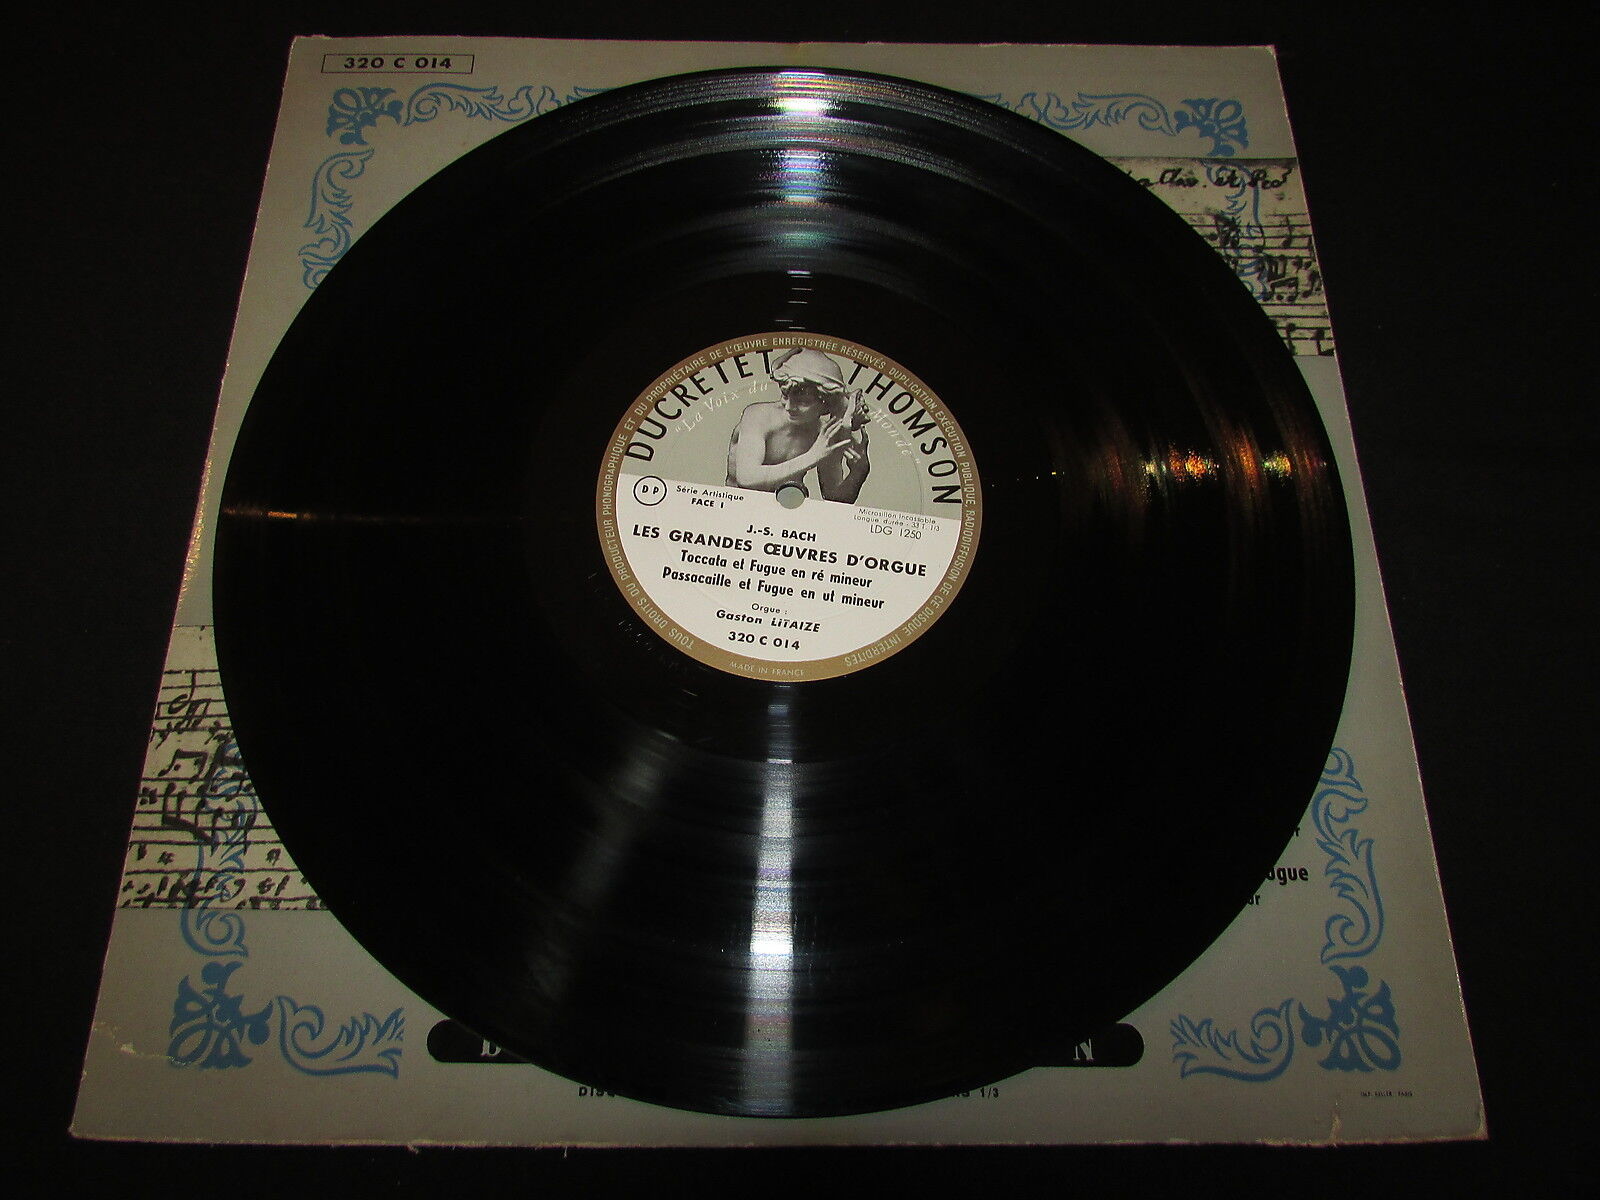 320 C 014
TOUS DROITS DU PRODUCTEUR PHONOGRAPHIQUE ET DU PROPRIÉTAIRE DE L'ŒUVRE ENREGISTRÉE RÉSERVÉS DUPLICATION EXÉCUTION PUBLIQUE RADIODIFFUSION DE CE DISQUE INTERDITES
DUCRETET THOMSON
"La Voix du Monde"
DP
Série Artistique
FACE 1
Microsillon Incassable
Longue durée - 33 T. 1/3
LDG 1250
J.-S. BACH
LES GRANDES ŒUVRES D'ORGUE
Toccata et Fugue en ré mineur
Passacaille et Fugue en ut mineur
Orgue :
Gaston LiTAIZE
320 C 014
MADE IN FRANCE
1/3